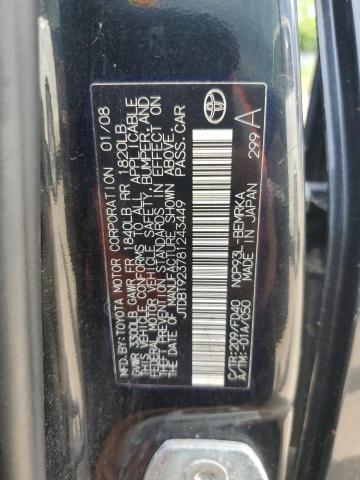 MFD.BY: TOYOTA MOTOR CORPORATION 01/08
GVWR 3300LB GAWR FR 1840LB RR 1820LB
THIS VEHICLE CONFORMS TO ALL APPLICABLE
FEDERAL MOTOR VEHICLE SAFETY, BUMPER, AND
THEFT PREVENTION STANDARDS IN EFFECT ON
THE DATE OF MANUFACTURE SHOWN ABOVE.
JTDBT923781243449 PASS.CAR
C/TR: 209/FD40 NCP93L-BEMRKA
A/TM: -01A/C50 MADE IN JAPAN
299 A
TOYOTA